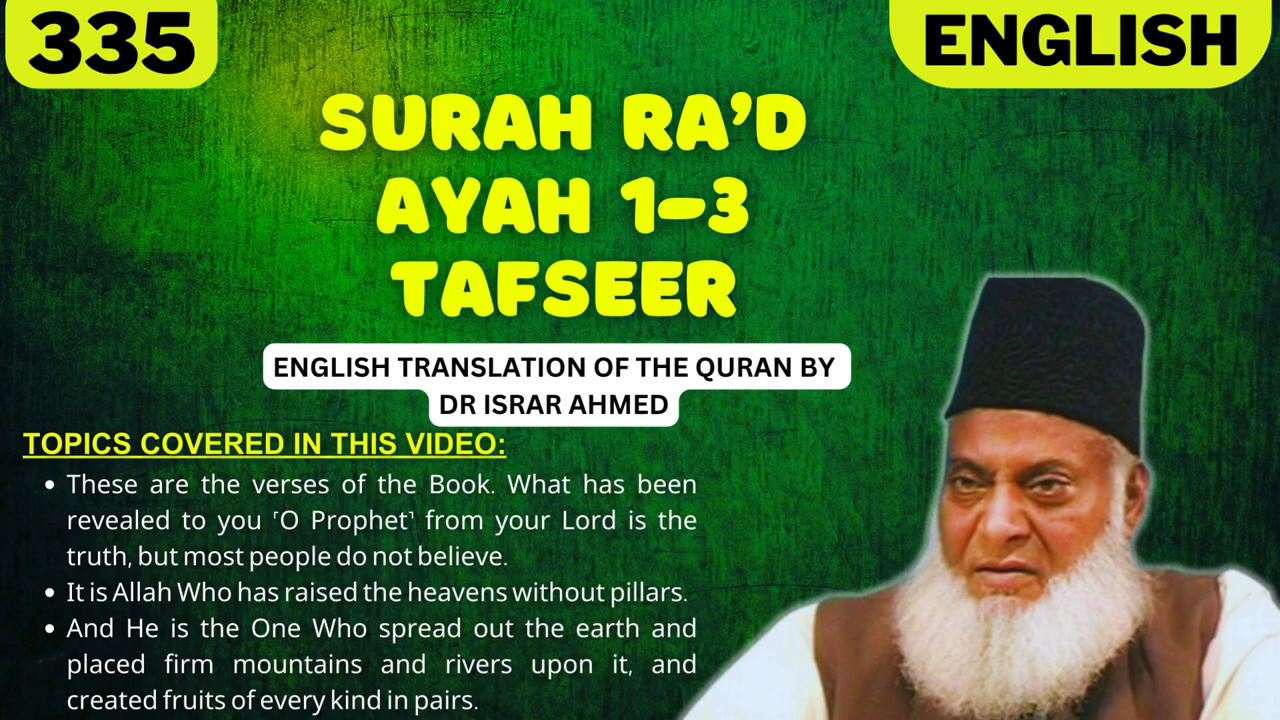 335
ENGLISH
SURAH RA’D
AYAH 1–3
TAFSEER
ENGLISH TRANSLATION OF THE QURAN BY
DR ISRAR AHMED
TOPICS COVERED IN THIS VIDEO:
• These are the verses of the Book. What has been
revealed to you ˹O Prophet˺ from your Lord is the
truth, but most people do not believe.
• It is Allah Who has raised the heavens without pillars.
• And He is the One Who spread out the earth and
placed firm mountains and rivers upon it, and
created fruits of every kind in pairs.